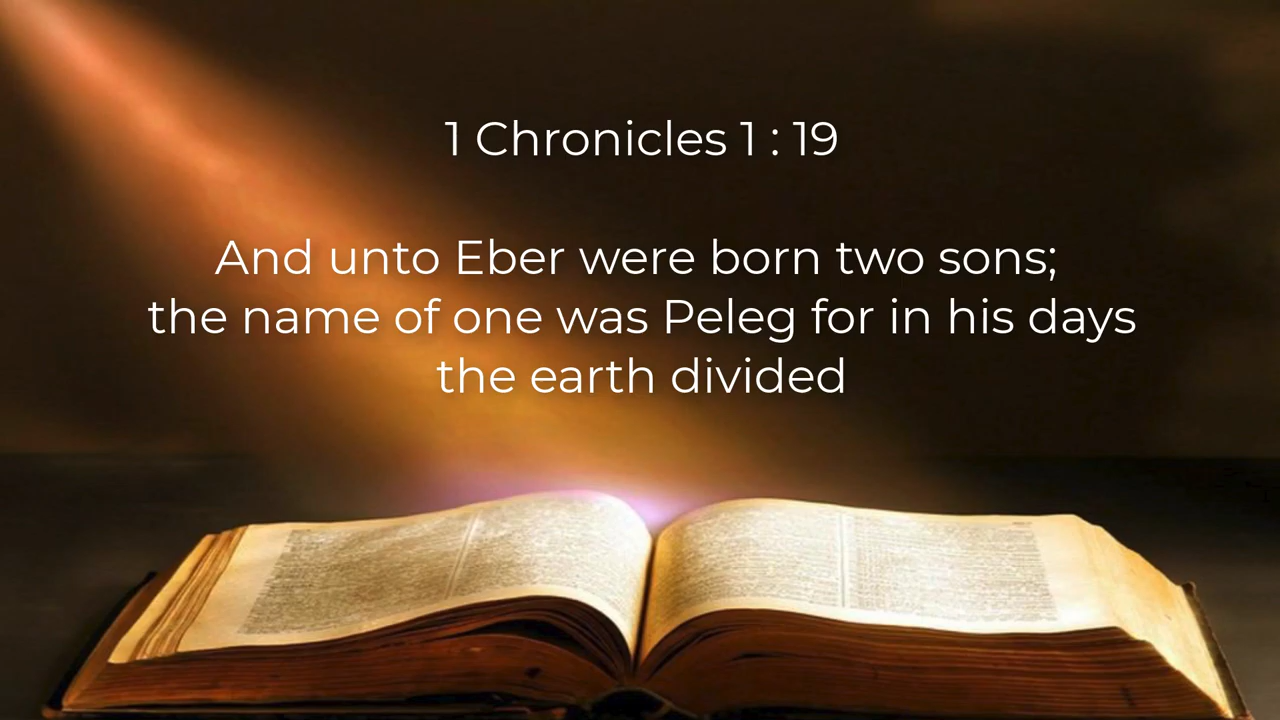 1 Chronicles 1 : 19
And unto Eber were born two sons;
the name of one was Peleg for in his days
the earth divided